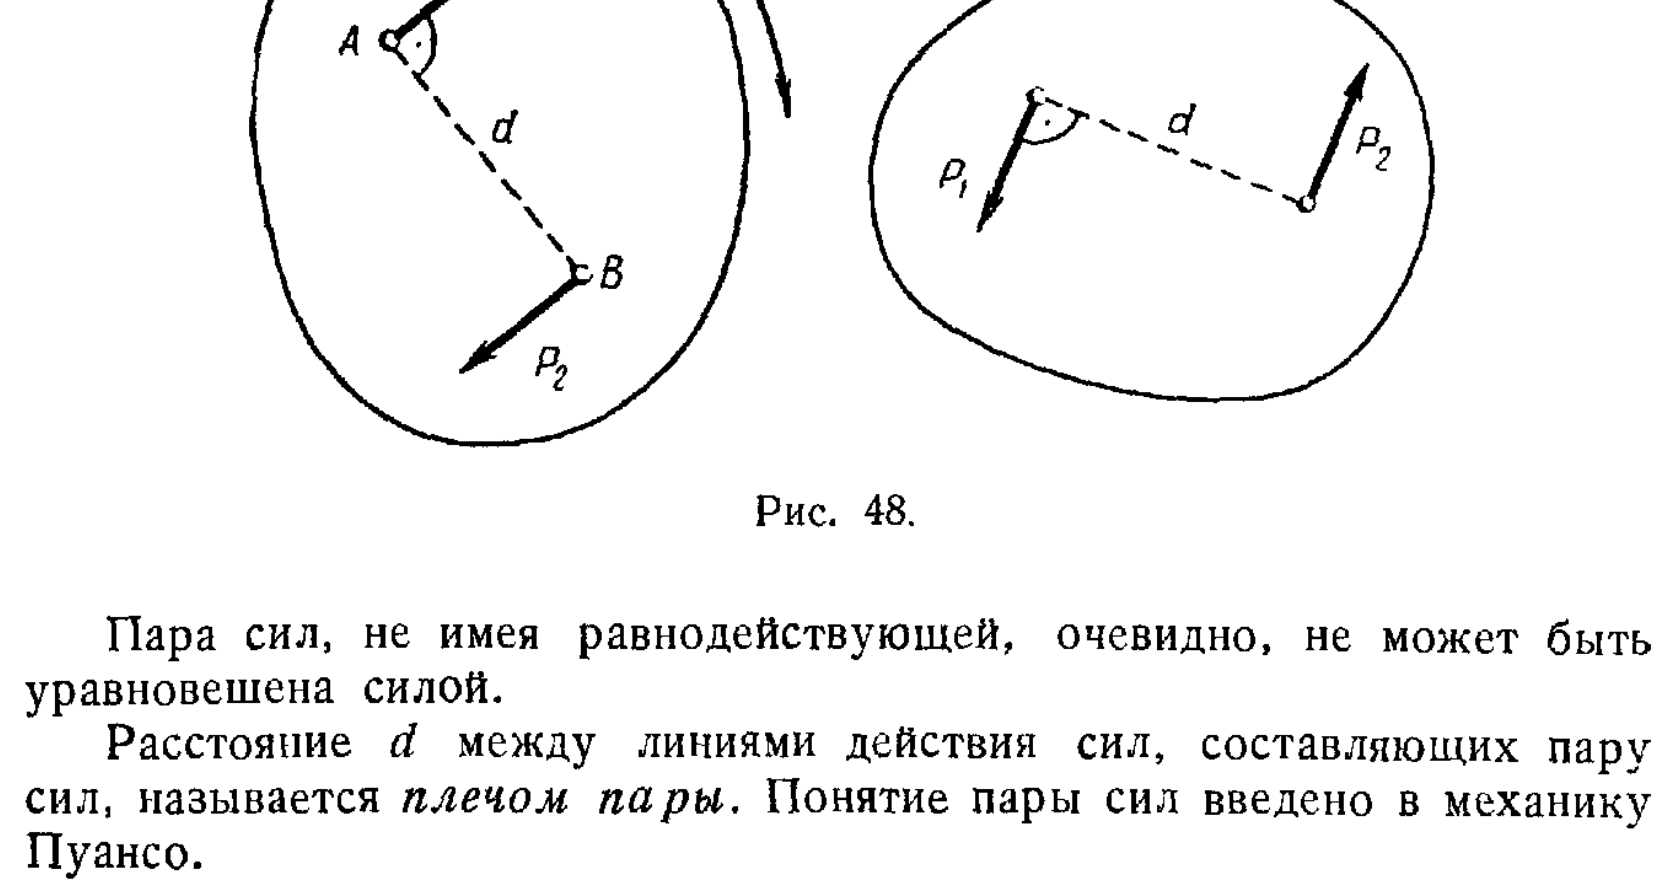 A
d
B
P₂
d
P₁
P₂
Рис. 48.
Пара сил, не имея равнодействующей, очевидно, не может быть
уравновешена силой.
Расстояние d между линиями действия сил, составляющих пару
сил, называется плечом пары. Понятие пары сил введено в механику
Пуансо.